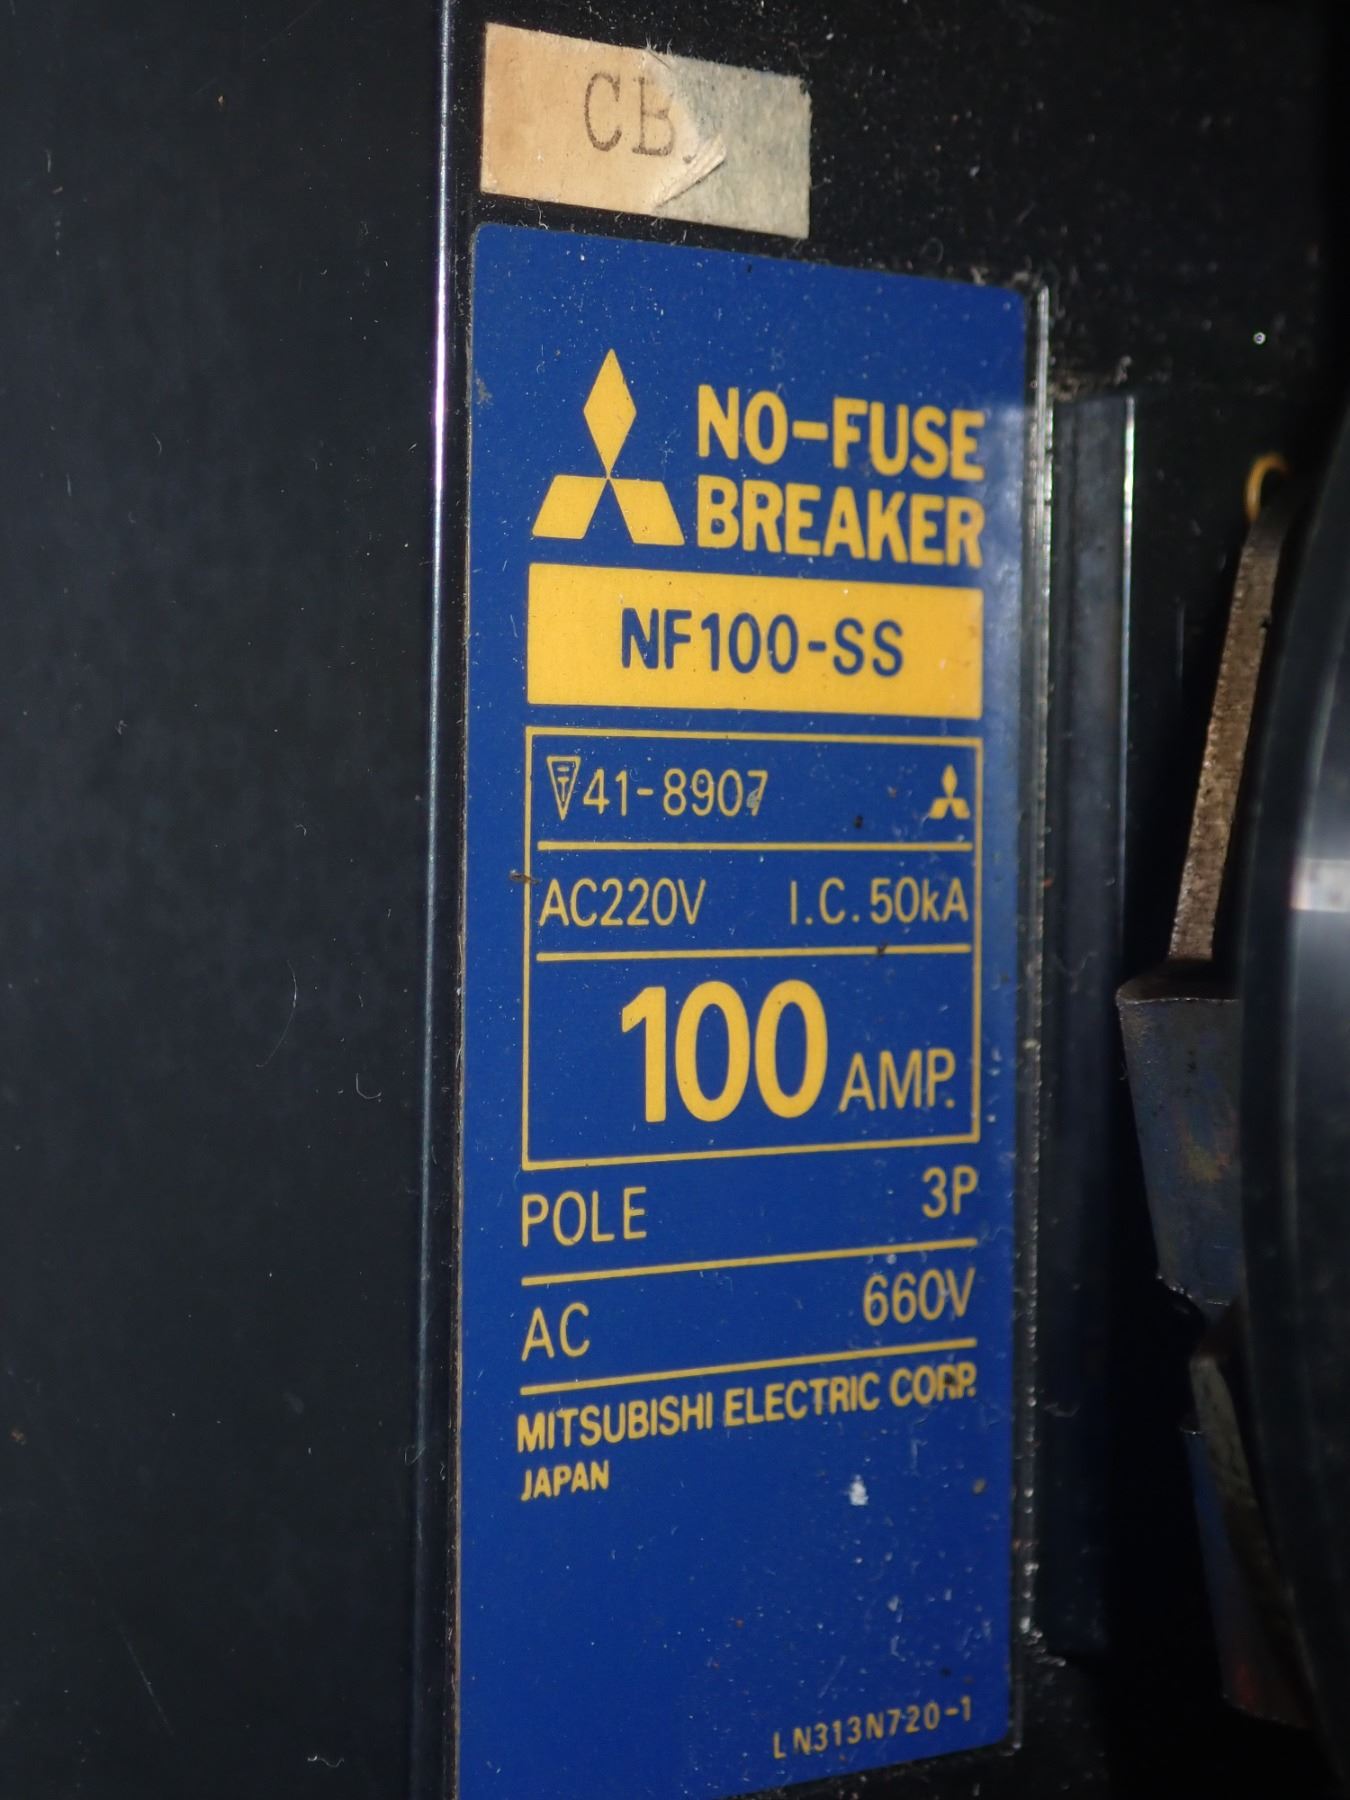 CB
NO-FUSE
BREAKER
NF100-SS
41-8907
AC220V I.C. 50kA
100 AMP.
POLE 3P
AC 660V
MITSUBISHI ELECTRIC CORP.
JAPAN
LN313N720-1